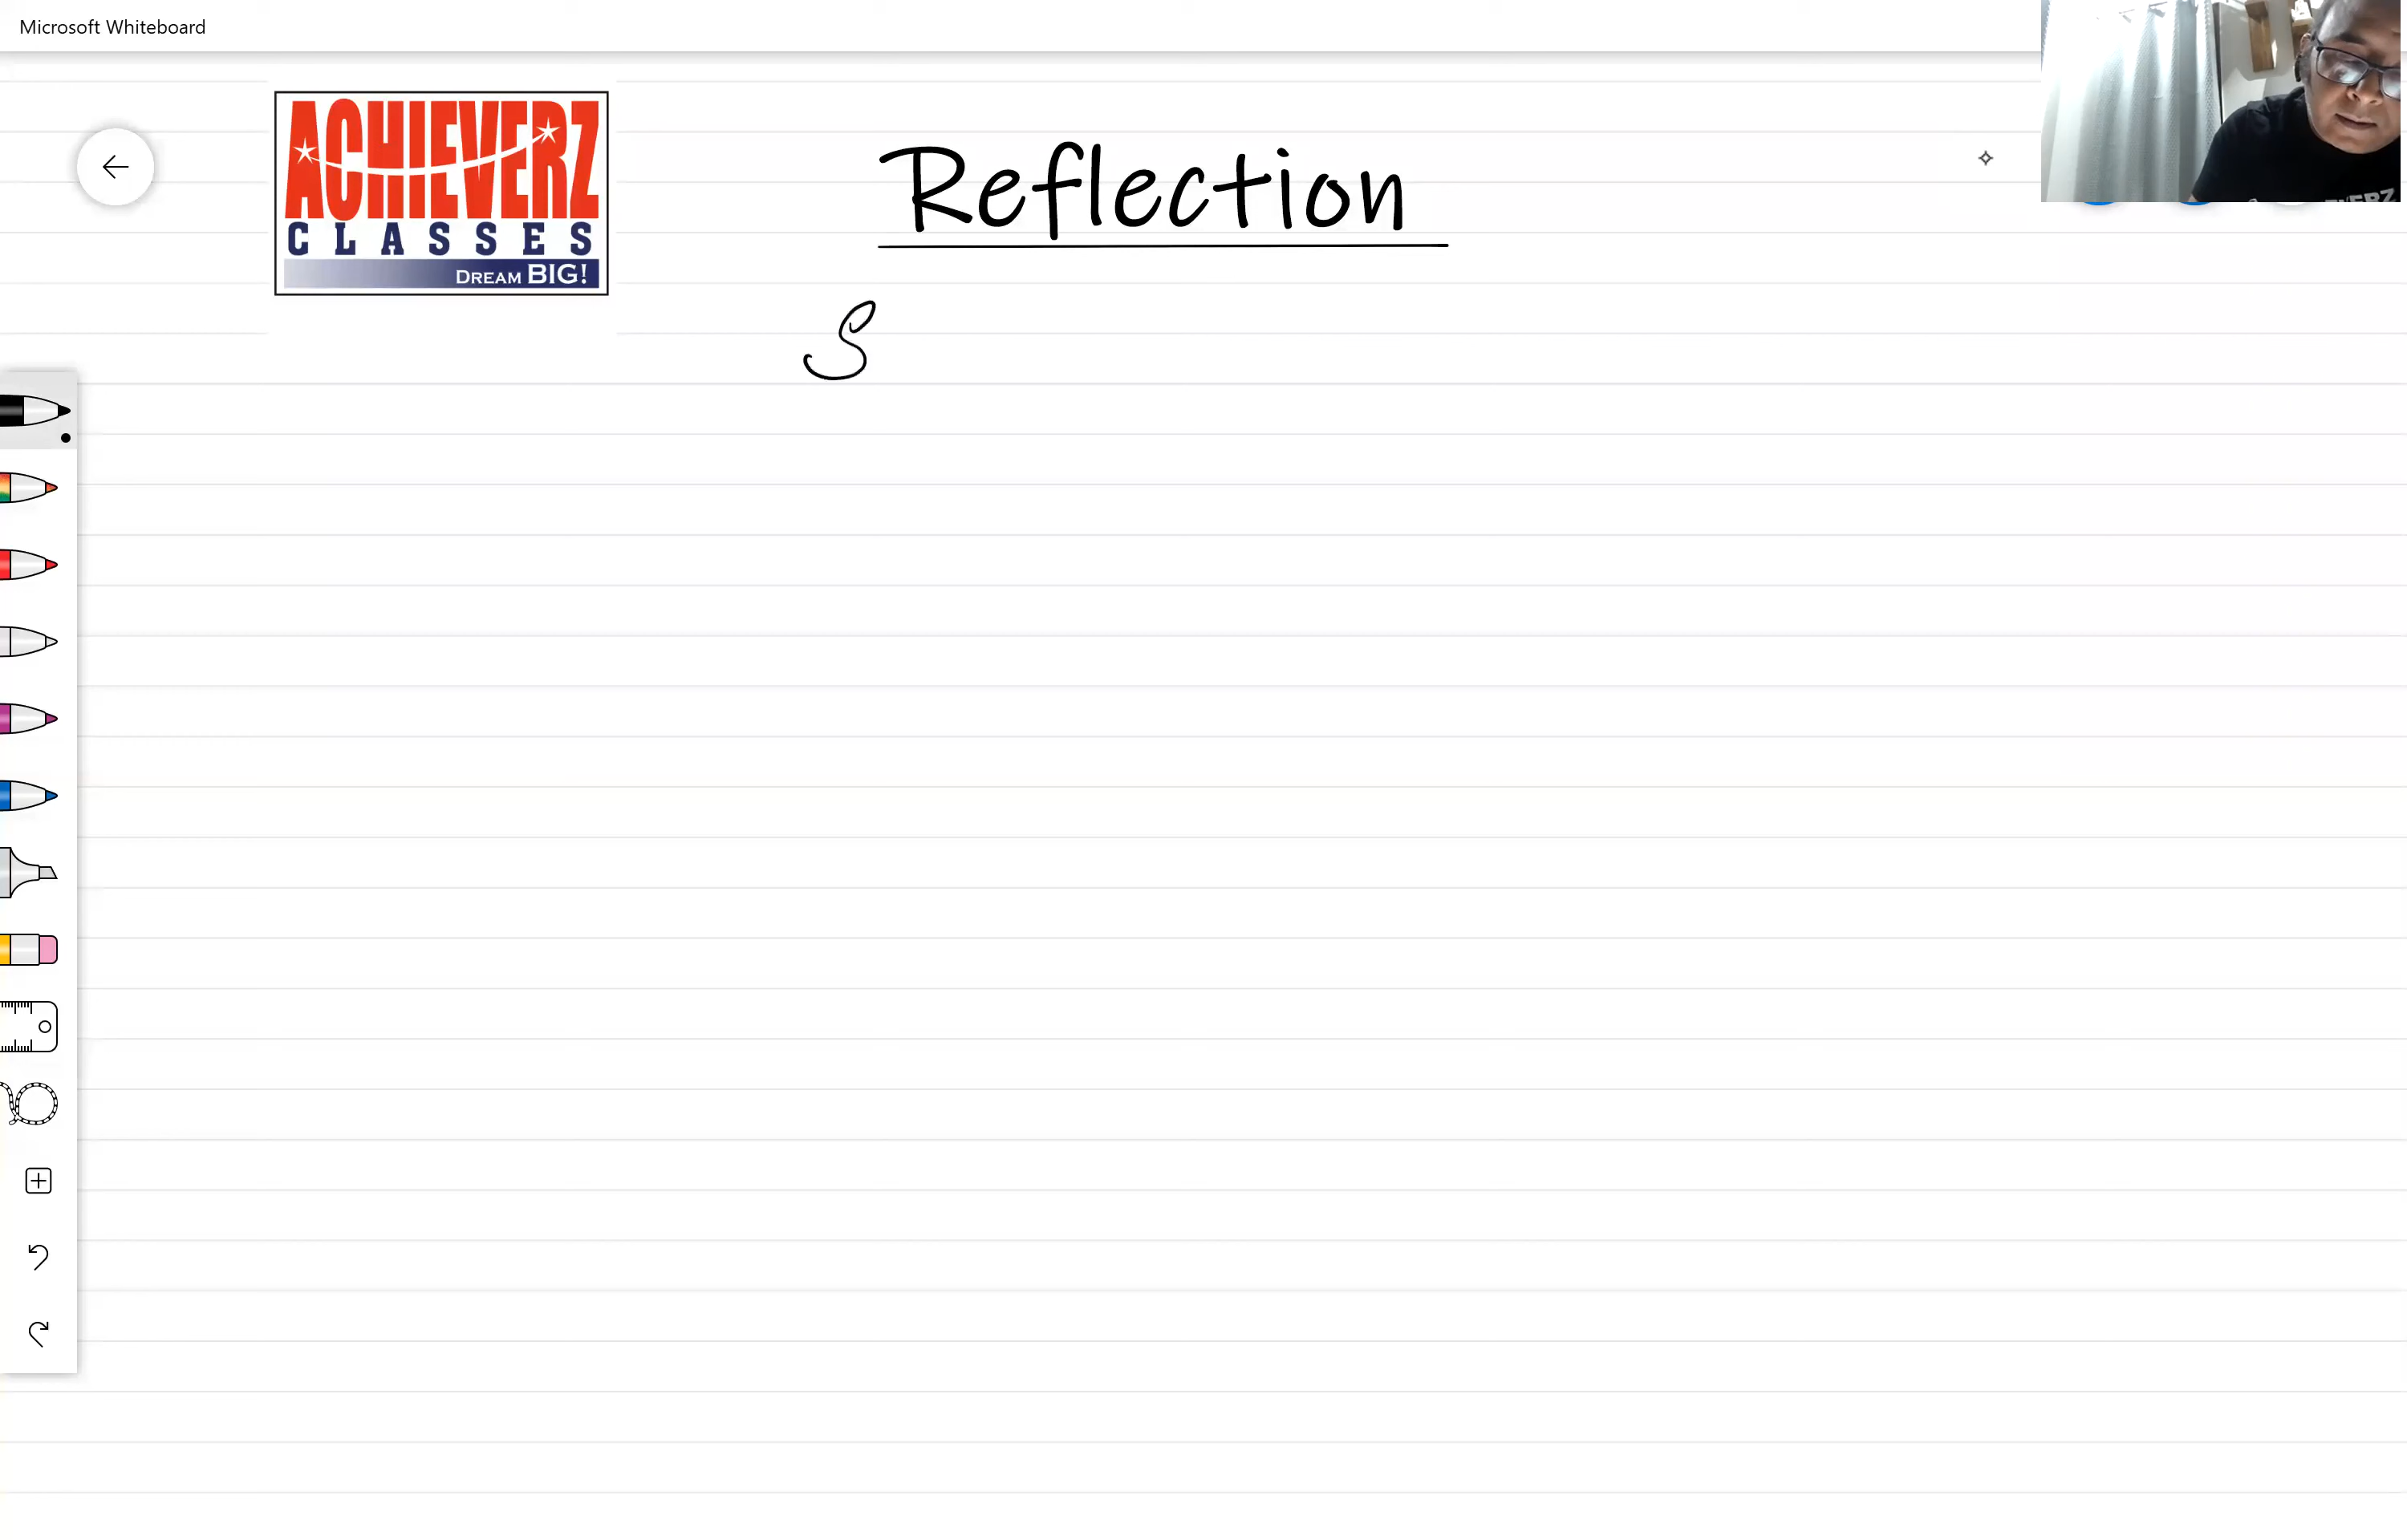 Microsoft Whiteboard
ACHIEVERZ
CLASSES
DREAM BIG!
Reflection
S